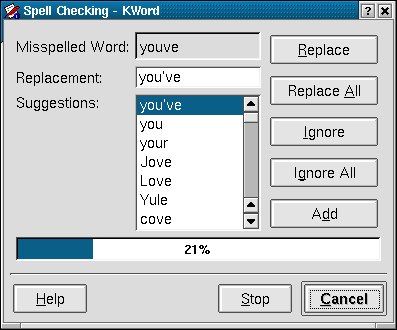 Spell Checking - KWord
Misspelled Word: youve
Replace
Replacement: you've
Replace All
Suggestions: you've
you
your
Ignore
Jove
Love
Ignore All
Yule
cove
Add
21%
Help
Stop
Cancel